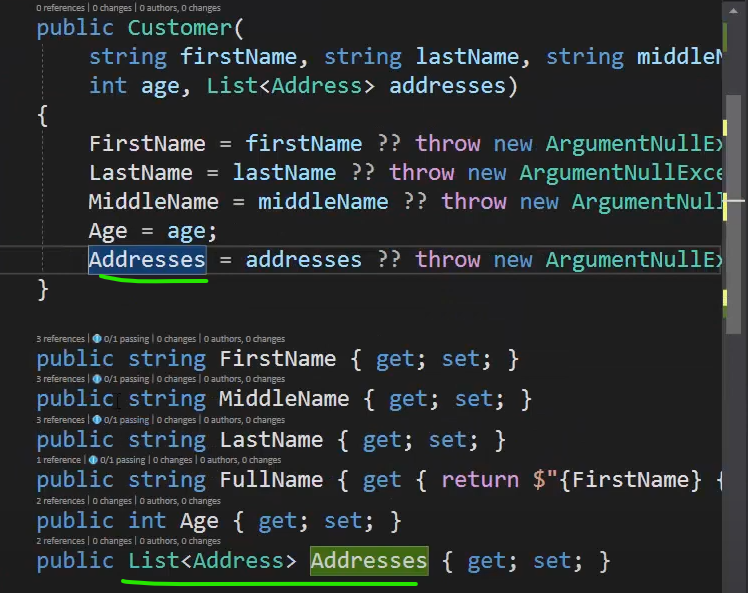 0 references | 0 changes | 0 authors, 0 changes
public Customer(
string firstName, string lastName, string middleN
int age, List<Address> addresses)
{
FirstName = firstName ?? throw new ArgumentNullEx
LastName = lastName ?? throw new ArgumentNullExce
MiddleName = middleName ?? throw new ArgumentNull
Age = age;
Addresses = addresses ?? throw new ArgumentNullEx
}
3 references | 0/1 passing | 0 changes | 0 authors, 0 changes
public string FirstName { get; set; }
3 references | 0/1 passing | 0 changes | 0 authors, 0 changes
public string MiddleName { get; set; }
3 references | 0/1 passing | 0 changes | 0 authors, 0 changes
public string LastName { get; set; }
1 reference | 0/1 passing | 0 changes | 0 authors, 0 changes
public string FullName { get { return $"{FirstName} {
2 references | 0 changes | 0 authors, 0 changes
public int Age { get; set; }
2 references | 0 changes | 0 authors, 0 changes
public List<Address> Addresses { get; set; }